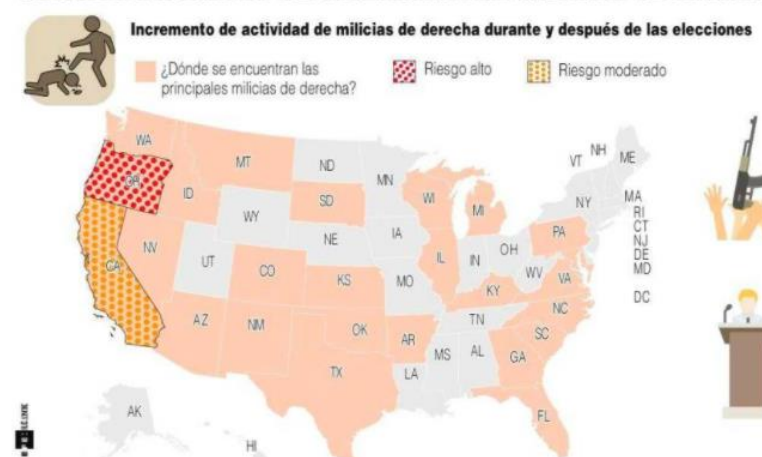 Incremento de actividad de milicias de derecha durante y después de las elecciones
¿Dónde se encuentran las
principales milicias de derecha?
Riesgo alto
Riesgo moderado
WA
MT
ND
MN
VT
NH
ME
ID
SD
WI
MI
NY
MA
RI
CT
NJ
DE
MD
DC
WY
NE
IA
PA
NV
UT
CO
KS
MO
IL
IN
OH
WV
VA
KY
CA
AZ
NM
OK
AR
TN
NC
SC
TX
LA
MS
AL
GA
FL
AK
HI